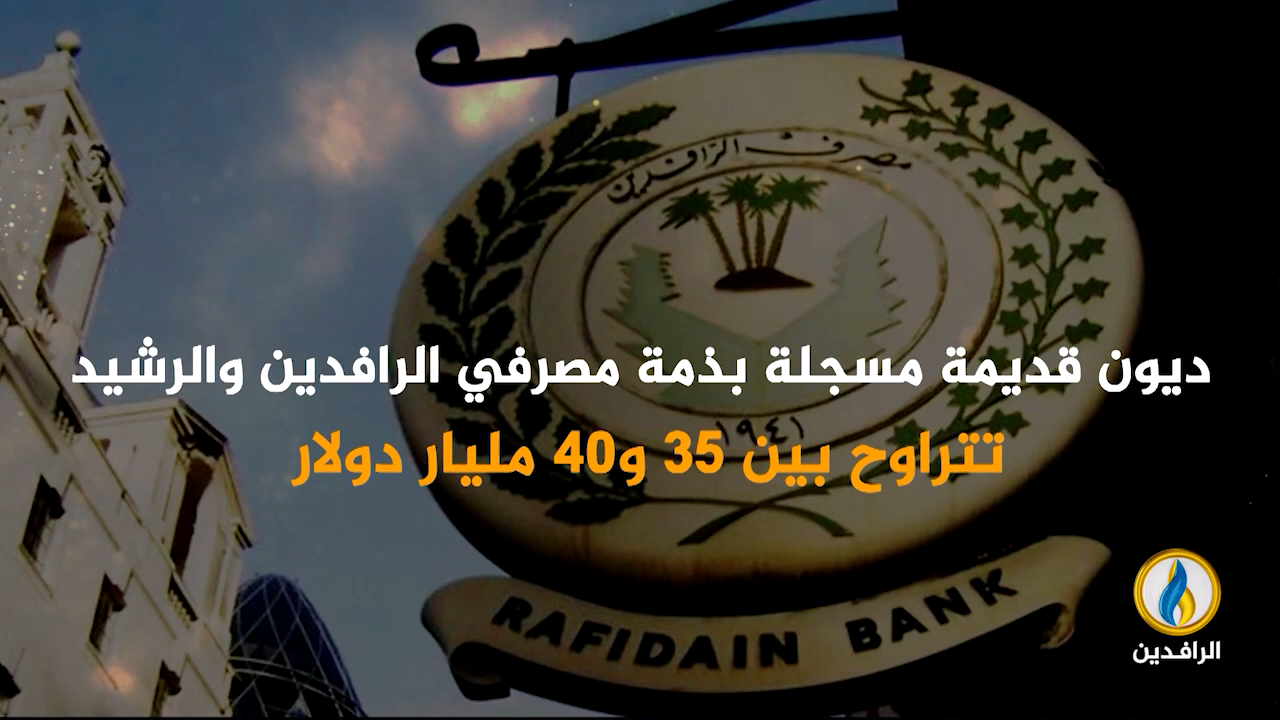 مصرف الرافدين
ديون قديمة مسجلة بذمة مصرفي الرافدين والرشيد
١٩٤١
تتراوح بين 35 و40 مليار دولار
RAFIDAIN BANK
الرافدين